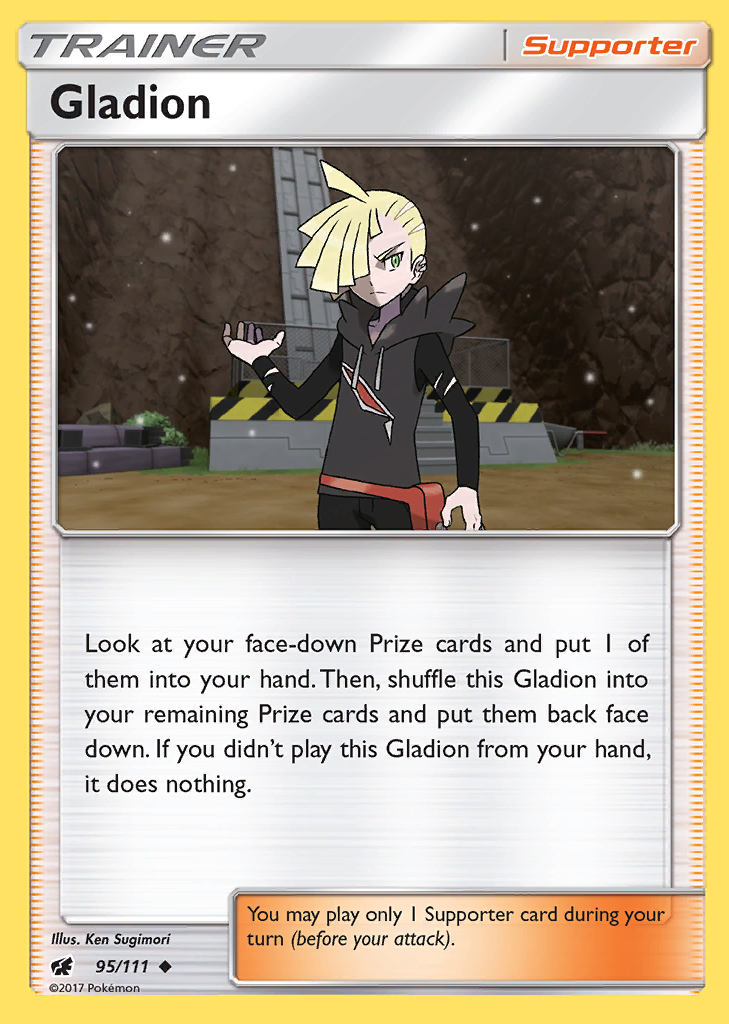 TRAINER
Supporter
Gladion
Look at your face-down Prize cards and put 1 of
them into your hand. Then, shuffle this Gladion into
your remaining Prize cards and put them back face
down. If you didn't play this Gladion from your hand,
it does nothing.
You may play only 1 Supporter card during your
turn (before your attack).
Illus. Ken Sugimori
95/111
©2017 Pokémon